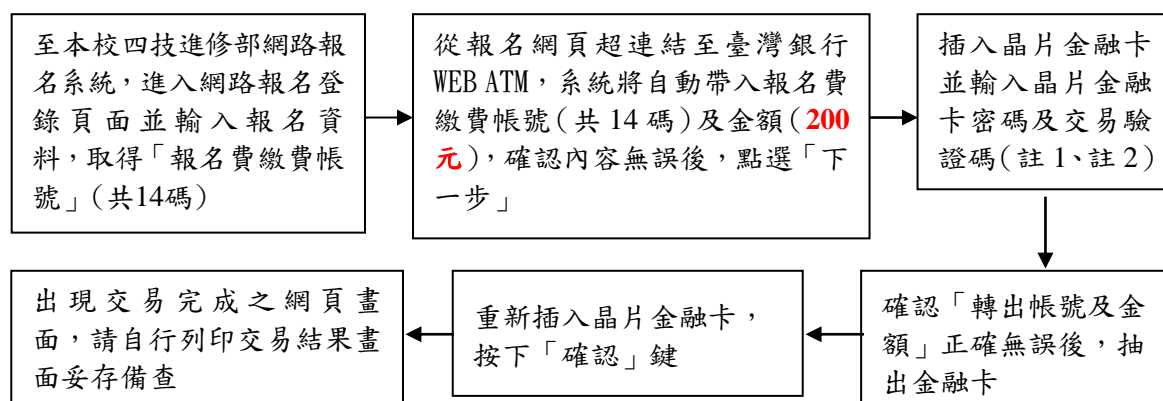 至本校四技進修部網路報
名系統，進入網路報名登
錄頁面並輸入報名資
料，取得「報名費繳費帳
號」（共14碼）
從報名網頁超連結至臺灣銀行
WEB ATM，系統將自動帶入報名費
繳費帳號（共 14 碼）及金額（200
元），確認內容無誤後，點選「下
一步」
插入晶片金融卡
並輸入晶片金融
卡密碼及交易驗
證碼（註 1、註 2）
確認「轉出帳號及金
額」正確無誤後，抽
出金融卡
重新插入晶片金融卡，
按下「確認」鍵
出現交易完成之網頁畫
面，請自行列印交易結果畫
面妥存備查